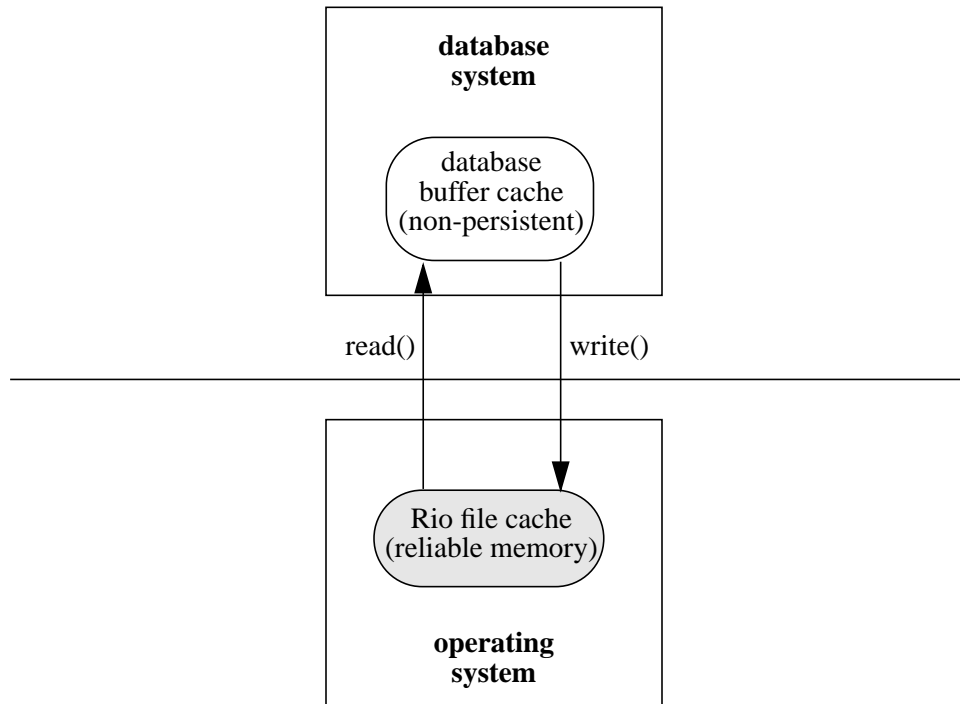 database
system
database
buffer cache
(non-persistent)
read()
write()
Rio file cache
(reliable memory)
operating
system